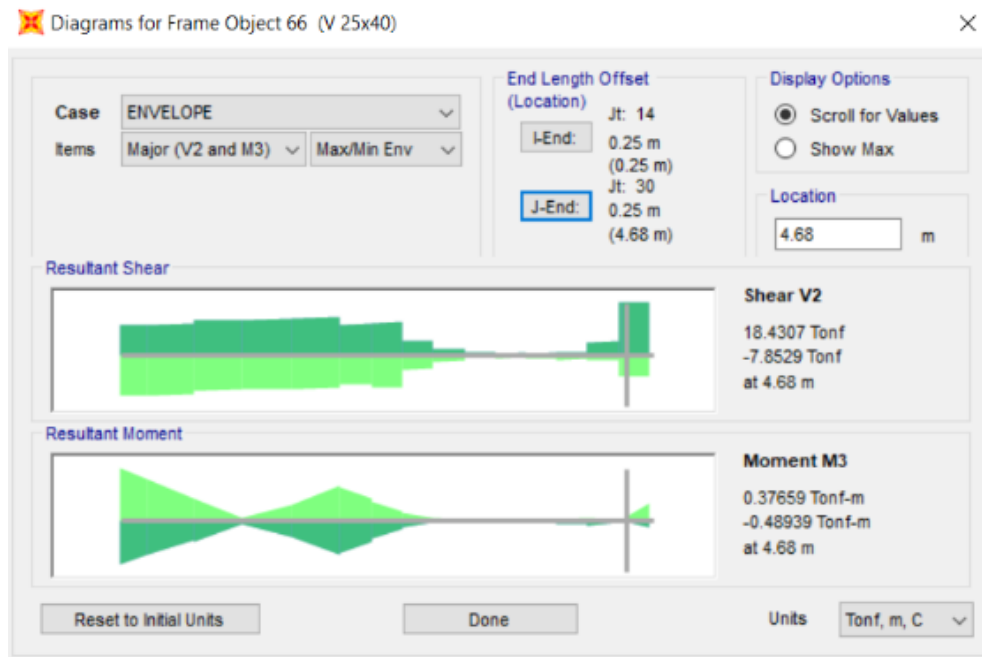 Diagrams for Frame Object 66 (V 25x40)
Case ENVELOPE
Items Major (V2 and M3) Max/Min Env
End Length Offset
(Location)
I-End:
Jt: 14
0.25 m
(0.25 m)
J-End:
Jt: 30
0.25 m
(4.68 m)
Display Options
Scroll for Values
Show Max
Location
4.68 m
Resultant Shear
Shear V2
18.4307 Tonf
-7.8529 Tonf
at 4.68 m
Resultant Moment
Moment M3
0.37659 Tonf-m
-0.48939 Tonf-m
at 4.68 m
Reset to Initial Units
Done
Units Tonf, m, C